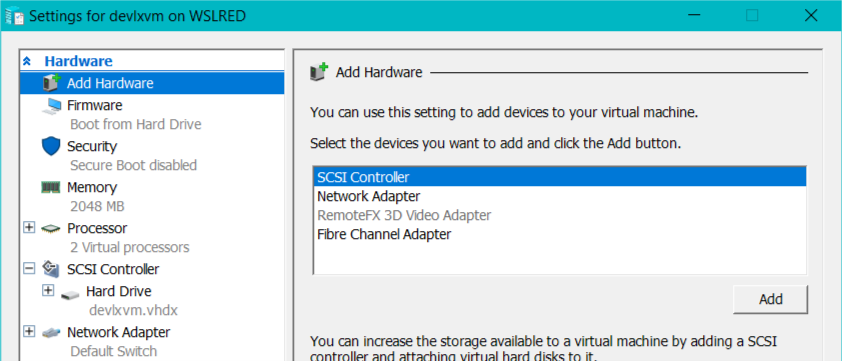 Settings for devlxvm on WSLRED
Hardware
Add Hardware
Firmware
Boot from Hard Drive
Security
Secure Boot disabled
Memory
2048 MB
Processor
2 Virtual processors
SCSI Controller
Hard Drive
devlxvm.vhdx
Network Adapter
Default Switch
Add Hardware
You can use this setting to add devices to your virtual machine.
Select the devices you want to add and click the Add button.
SCSI Controller
Network Adapter
RemoteFX 3D Video Adapter
Fibre Channel Adapter
Add
You can increase the storage available to a virtual machine by adding a SCSI
controller and attaching virtual hard disks to it.